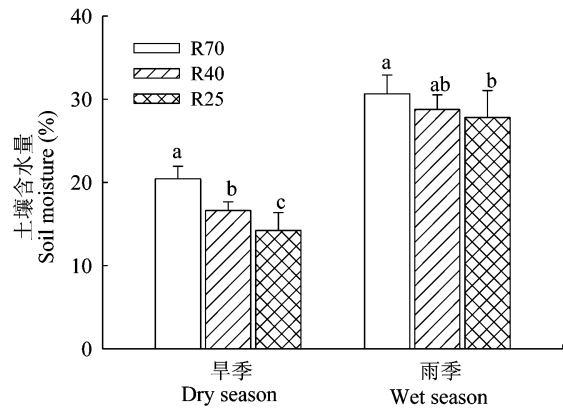 40
30
20
10
0
土壤含水量
Soil moisture (%)
R70
R40
R25
a
b
c
a
ab
b
旱季
Dry season
雨季
Wet season